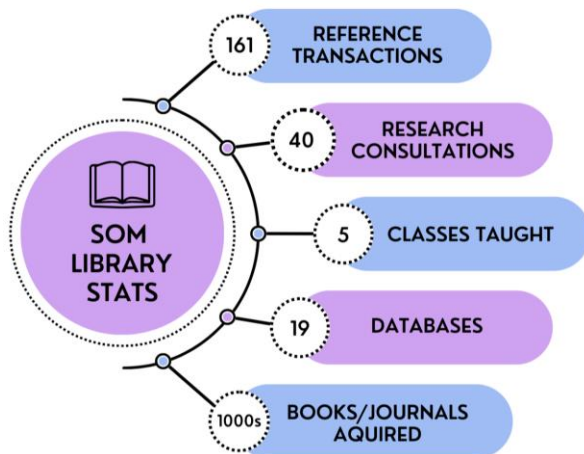 161
REFERENCE
TRANSACTIONS
40
RESEARCH
CONSULTATIONS
SOM
LIBRARY
STATS
5
CLASSES TAUGHT
19
DATABASES
1000s
BOOKS/JOURNALS
AQUIRED